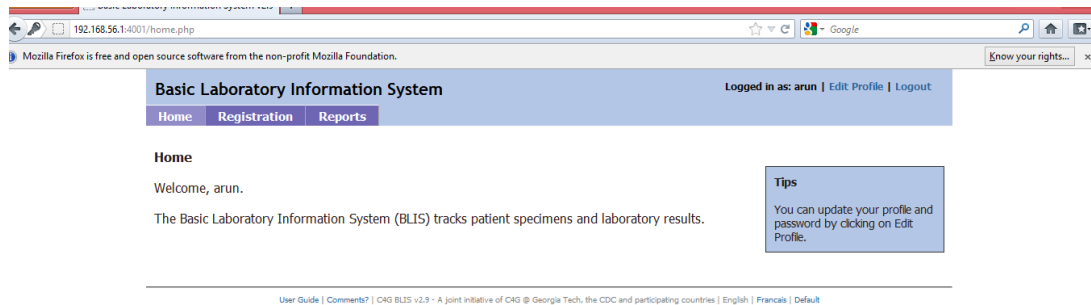 192.168.56.1:4001/home.php
Google
Mozilla Firefox is free and open source software from the non-profit Mozilla Foundation.
Know your rights...
Basic Laboratory Information System
Logged in as: arun | Edit Profile | Logout
Home Registration Reports
Home
Welcome, arun.
The Basic Laboratory Information System (BLIS) tracks patient specimens and laboratory results.
Tips
You can update your profile and
password by clicking on Edit
Profile.
User Guide | Comments? | C4G BLIS v2.9 - A joint initiative of C4G @ Georgia Tech, the CDC and participating countries | English | Francais | Default